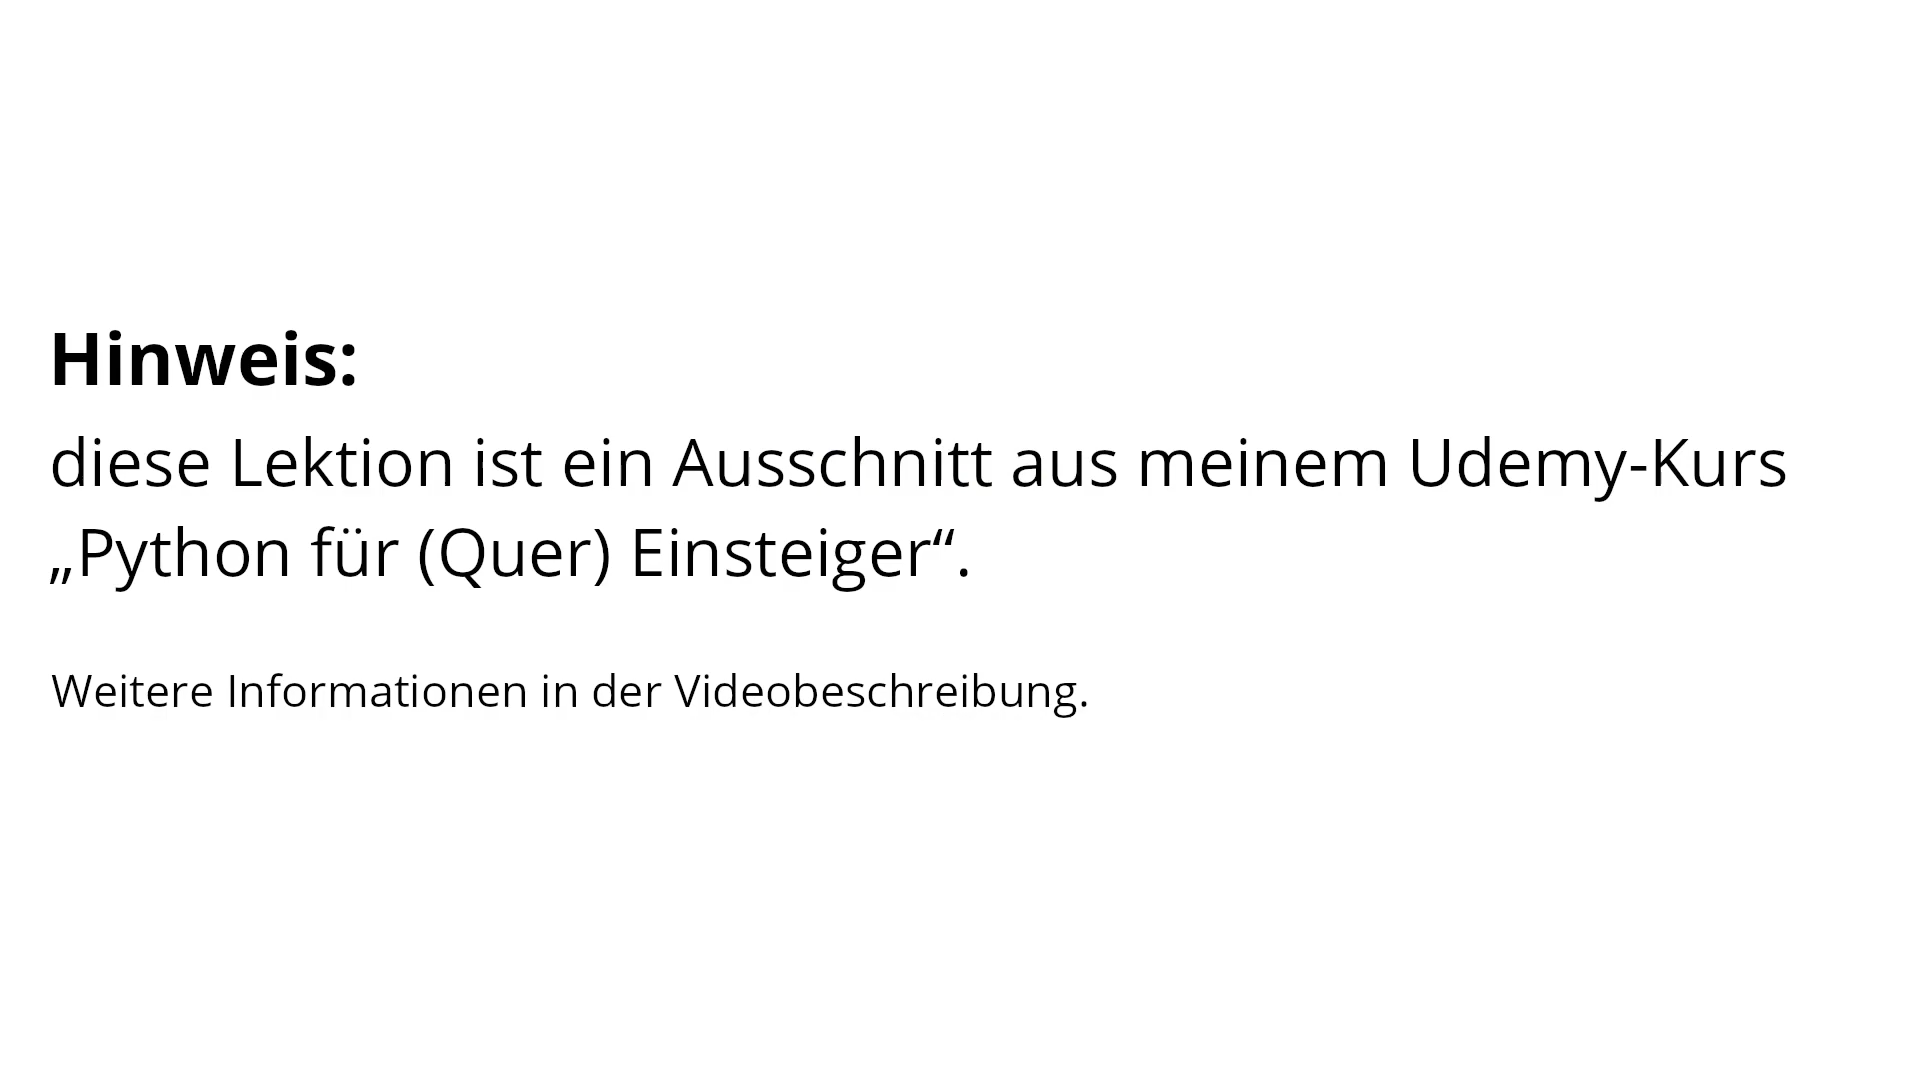 Hinweis:
diese Lektion ist ein Ausschnitt aus meinem Udemy-Kurs
„Python für (Quer) Einsteiger“.
Weitere Informationen in der Videobeschreibung.